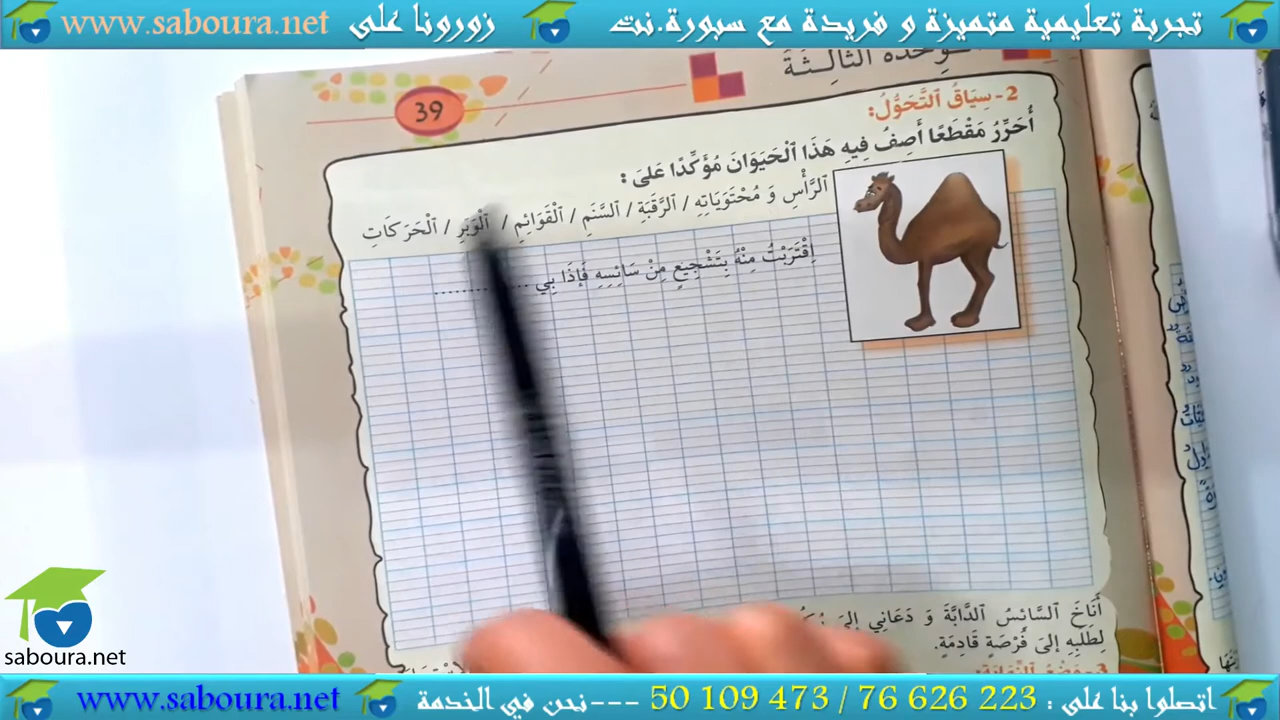 تجربة تعليمية متميزة و فريدة مع سبورة.نت زورونا على www.saboura.net
39
2- سِيَاقُ ٱلتَّحَوُّلِ:
أُحَرِّرُ مَقْطَعًا أَصِفُ فِيهِ هَذَا ٱلْحَيَوَانَ مُؤَكِّدًا عَلَى :
ٱلرَّأْسِ وَ مُحْتَوَيَاتِهِ / ٱلرَّقَبَةِ / ٱلسَّنَمِ / ٱلْقَوَائِمِ / ٱلْوَبَرِ / ٱلْحَرَكَاتِ
اِقْتَرَبْتُ مِنْهُ بِتَشْجِيعٍ مِنْ سَائِسِهِ فَإِذَا بِي ..................
أَنَاخَ ٱلسَّائِسُ ٱلدَّابَّةَ وَ دَعَانِي إِلَى
لِطَلَبِهِ إِلَى فُرْصَةٍ قَادِمَةٍ.
saboura.net
اتصلوا بنا على : 223 626 76 / 473 109 50 ---نحن في الخدمة www.saboura.net